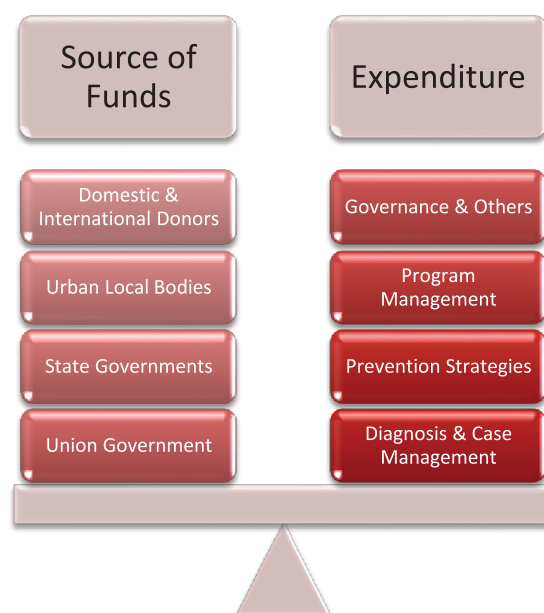 Source of
Funds
Expenditure
Domestic &
International Donors
Urban Local Bodies
State Governments
Union Government
Governance & Others
Program
Management
Prevention Strategies
Diagnosis & Case
Management